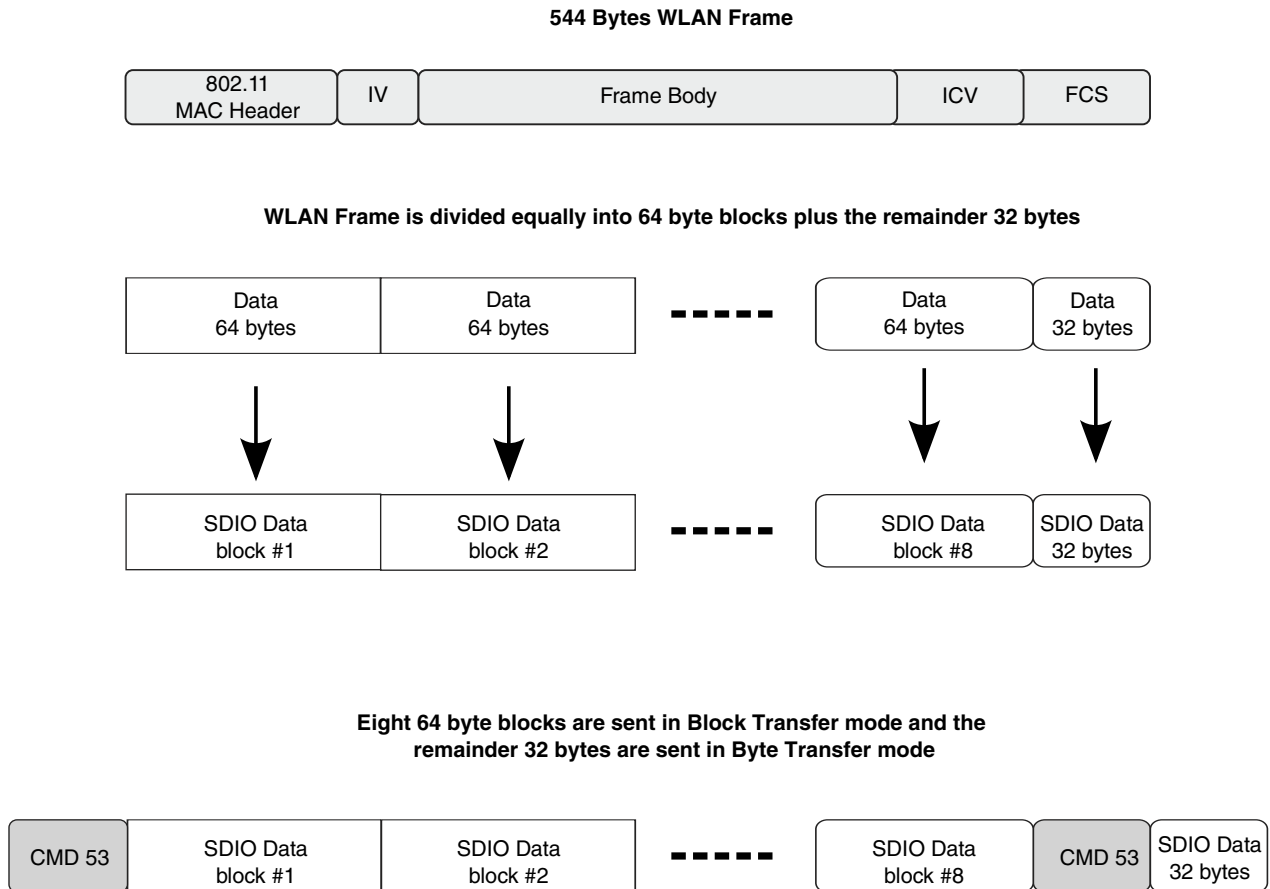 544 Bytes WLAN Frame
802.11
MAC Header
IV
Frame Body
ICV
FCS
WLAN Frame is divided equally into 64 byte blocks plus the remainder 32 bytes
Data
64 bytes
Data
64 bytes
Data
64 bytes
Data
32 bytes
SDIO Data
block #1
SDIO Data
block #2
SDIO Data
block #8
SDIO Data
32 bytes
Eight 64 byte blocks are sent in Block Transfer mode and the
remainder 32 bytes are sent in Byte Transfer mode
CMD 53
SDIO Data
block #1
SDIO Data
block #2
SDIO Data
block #8
CMD 53
SDIO Data
32 bytes